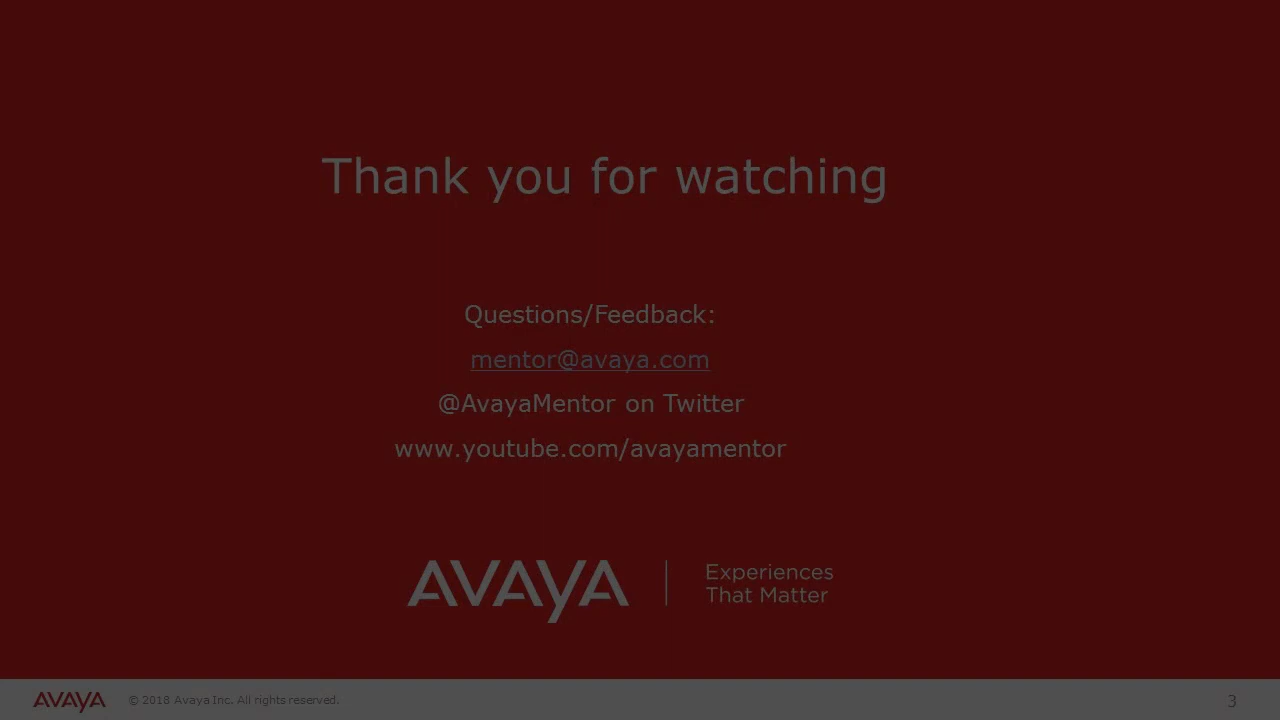 Thank you for watching
Questions/Feedback:
mentor@avaya.com
@AvayaMentor on Twitter
www.youtube.com/avayamentor
AVAYA
Experiences
That Matter
AVAYA
© 2018 Avaya Inc. All rights reserved.
3